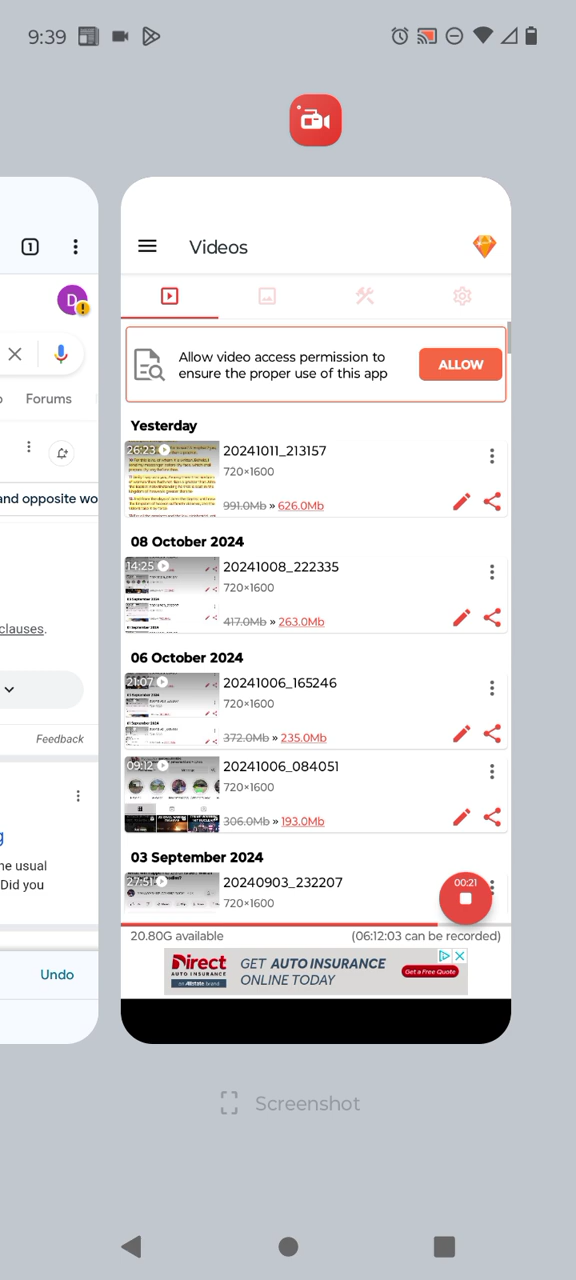 9:39
1
Videos
D
Allow video access permission to
ensure the proper use of this app
ALLOW
Forums
Yesterday
26:23
20241011_213157
720×1600
and opposite wo
991.0Mb » 626.0Mb
08 October 2024
14:25
20241008_222335
720×1600
417.0Mb » 263.0Mb
clauses.
06 October 2024
21:07
20241006_165246
720×1600
372.0Mb » 235.0Mb
Feedback
09:12
20241006_084051
720×1600
306.0Mb » 193.0Mb
g
03 September 2024
ne usual
Did you
27:51
20240903_232207
720×1600
00:21
20.80G available
(06:12:03 can be recorded)
Direct
AUTO INSURANCE
an Allstate brand
GET AUTO INSURANCE
ONLINE TODAY
Get a Free Quote
Undo
Screenshot